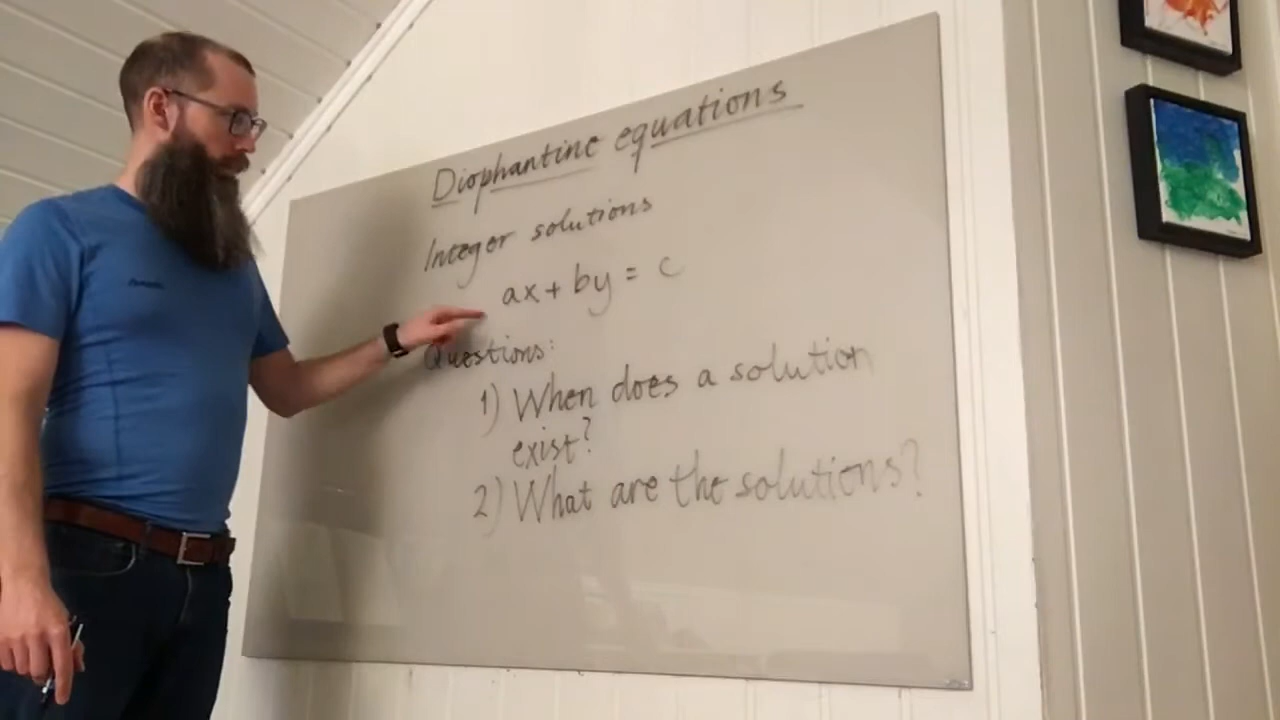 Diophantine equations
Integer solutions
ax + by = c
Questions:
1) When does a solution
exist?
2) What are the solutions?